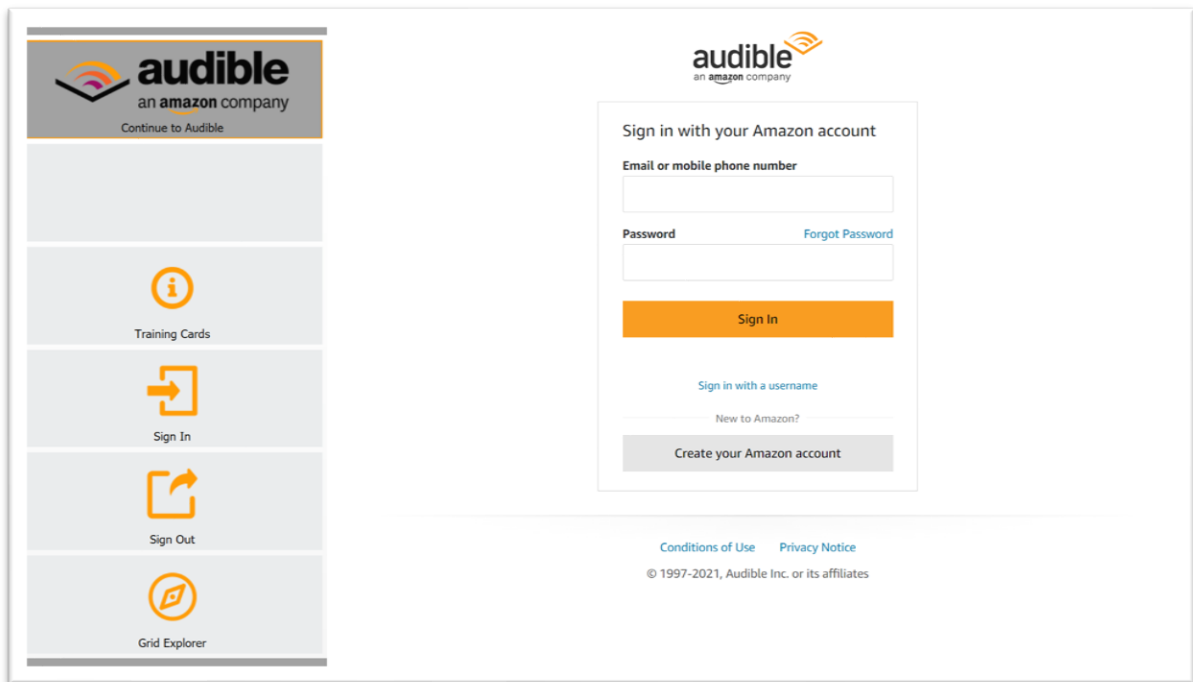 audible
an amazon company
Continue to Audible
Training Cards
Sign In
Sign Out
Grid Explorer
audible
an amazon company
Sign in with your Amazon account
Email or mobile phone number
Password Forgot Password
Sign In
Sign in with a username
New to Amazon?
Create your Amazon account
Conditions of Use Privacy Notice
© 1997-2021, Audible Inc. or its affiliates